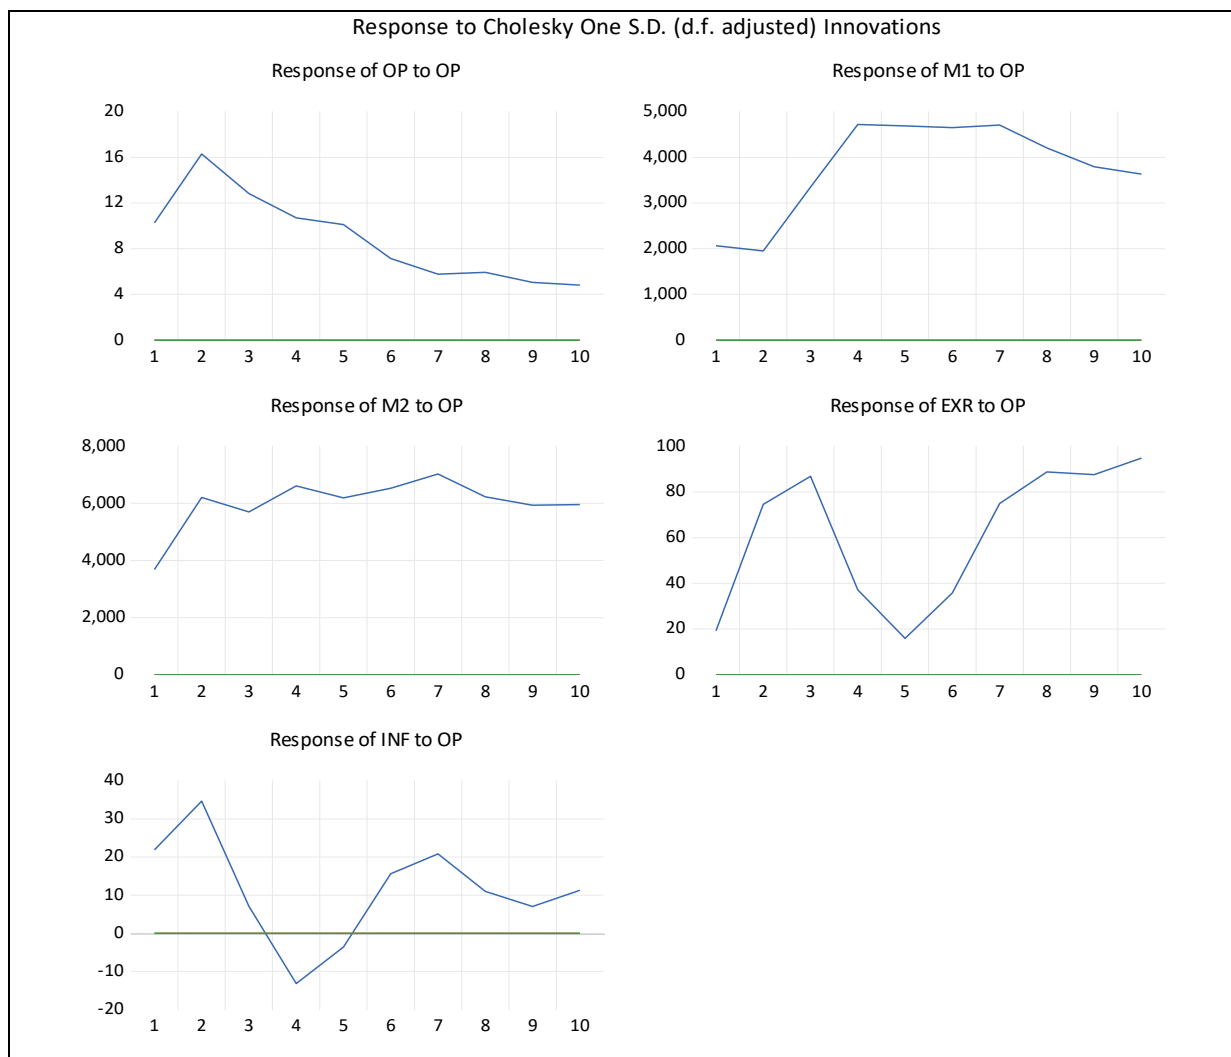 Response to Cholesky One S.D. (d.f. adjusted) Innovations
Response of OP to OP
20
16
12
8
4
0
1 2 3 4 5 6 7 8 9 10
Response of M1 to OP
5,000
4,000
3,000
2,000
1,000
0
1 2 3 4 5 6 7 8 9 10
Response of M2 to OP
8,000
6,000
4,000
2,000
0
1 2 3 4 5 6 7 8 9 10
Response of EXR to OP
100
80
60
40
20
0
1 2 3 4 5 6 7 8 9 10
Response of INF to OP
40
30
20
10
0
-10
-20
1 2 3 4 5 6 7 8 9 10